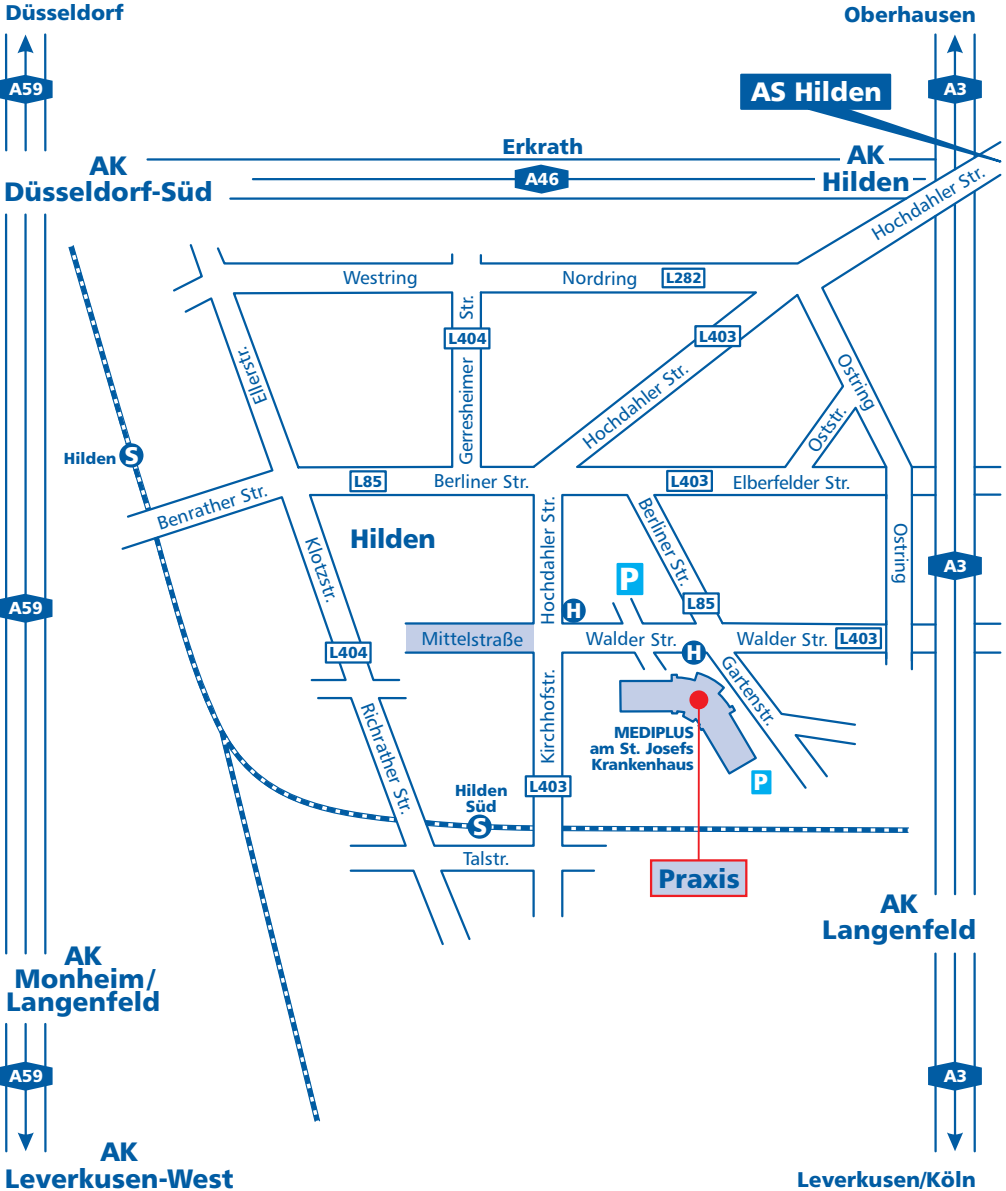 Düsseldorf
Oberhausen
A59
A3
AS Hilden
Erkrath
AK
Düsseldorf-Süd
A46
AK
Hilden
Hochdahler Str.
Westring
Nordring
L282
Gerresheimer Str.
L404
L403
Ellerstr.
Hochdahler Str.
Ostring
Oststr.
Hilden S
Benrather Str.
L85
Berliner Str.
L403
Elberfelder Str.
Hilden
Klotzstr.
Hochdahler Str.
Berliner Str.
Ostring
A3
P
A59
H
L85
Mittelstraße
Walder Str.
Walder Str.
L403
L404
H
Gartenstr.
Kirchhofstr.
Richrather Str.
MEDIPLUS
am St. Josefs
Krankenhaus
P
L403
Hilden
Süd
S
Talstr.
Praxis
AK
Langenfeld
AK
Monheim/
Langenfeld
A59
A3
AK
Leverkusen-West
Leverkusen/Köln